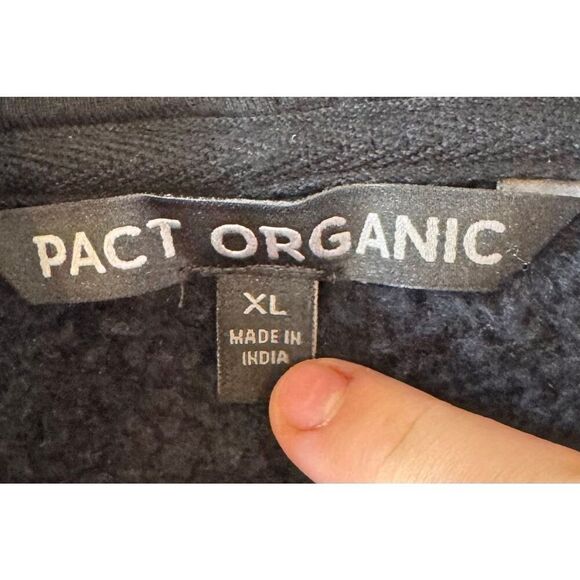 PACT ORGANIC
XL
MADE IN
INDIA